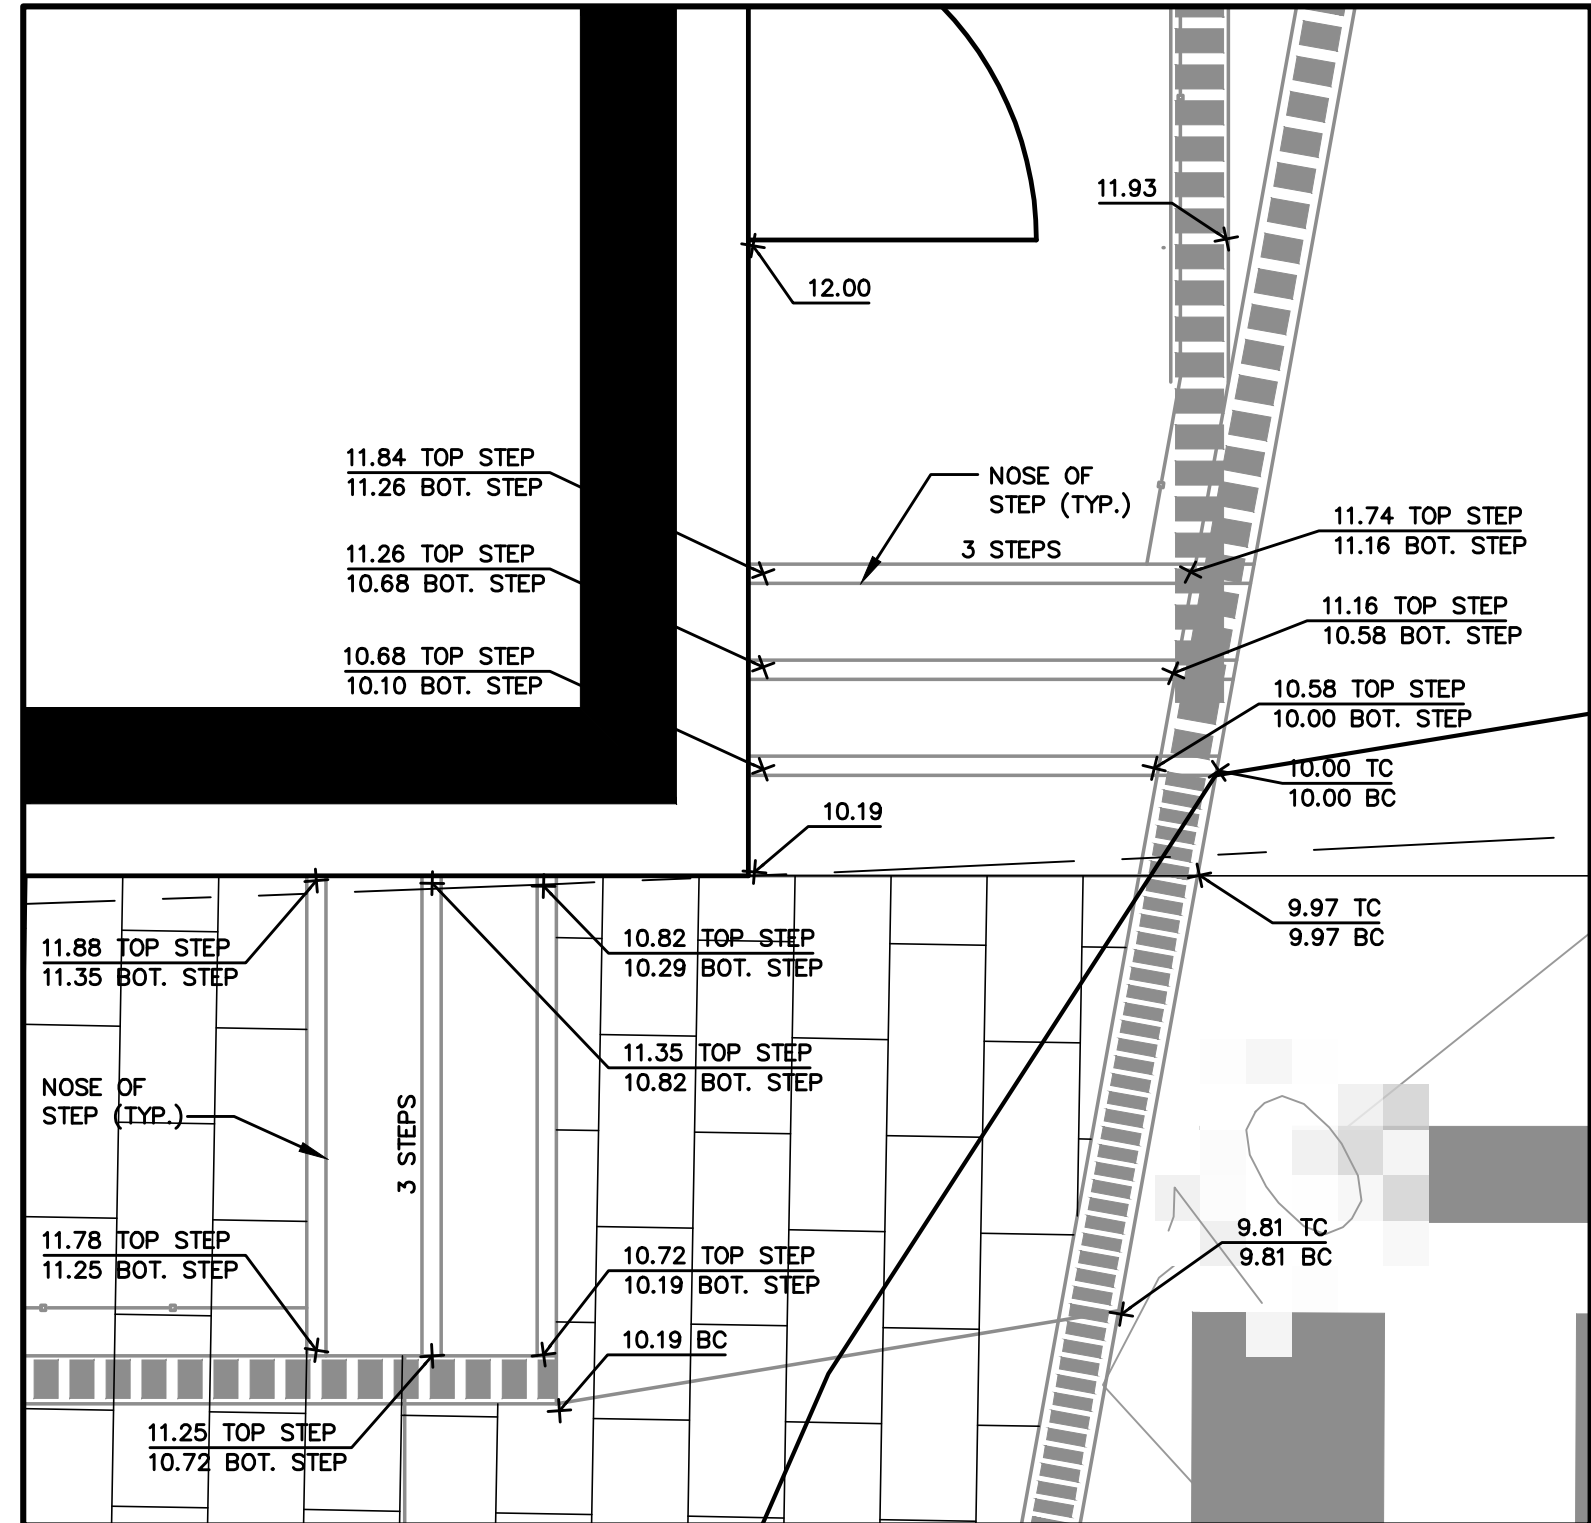 11.93
12.00
11.84 TOP STEP
11.26 BOT. STEP
NOSE OF
STEP (TYP.)
3 STEPS
11.74 TOP STEP
11.16 BOT. STEP
11.26 TOP STEP
10.68 BOT. STEP
11.16 TOP STEP
10.58 BOT. STEP
10.68 TOP STEP
10.10 BOT. STEP
10.58 TOP STEP
10.00 BOT. STEP
10.00 TC
10.00 BC
10.19
9.97 TC
9.97 BC
11.88 TOP STEP
11.35 BOT. STEP
10.82 TOP STEP
10.29 BOT. STEP
11.35 TOP STEP
10.82 BOT. STEP
NOSE OF
STEP (TYP.)
3 STEPS
11.78 TOP STEP
11.25 BOT. STEP
10.72 TOP STEP
10.19 BOT. STEP
9.81 TC
9.81 BC
10.19 BC
11.25 TOP STEP
10.72 BOT. STEP